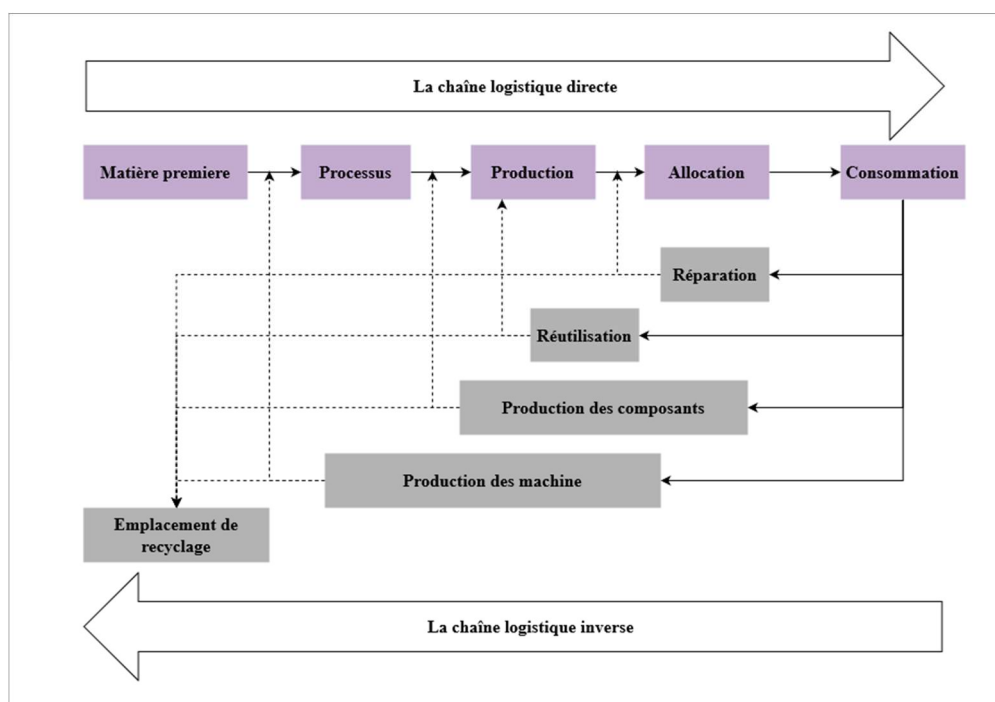 La chaîne logistique directe
Matière premiere
Processus
Production
Allocation
Consommation
Réparation
Réutilisation
Production des composants
Production des machine
Emplacement de
recyclage
La chaîne logistique inverse